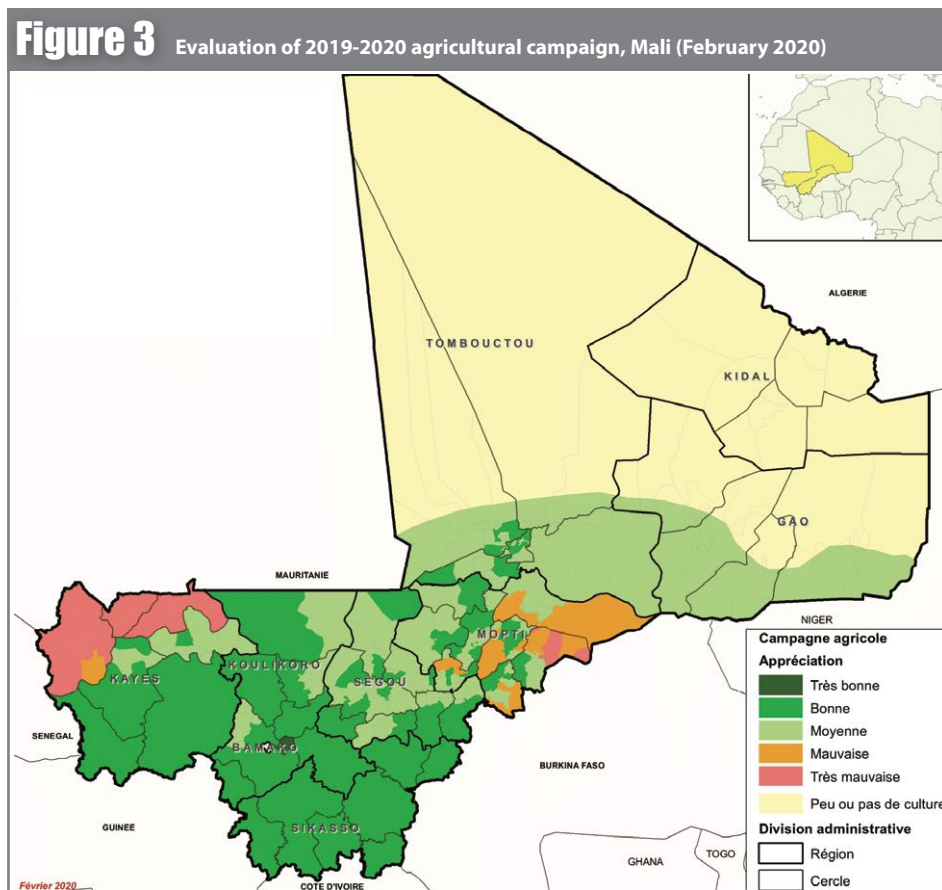 Figure 3 Evaluation of 2019-2020 agricultural campaign, Mali (February 2020)
ALGERIE
TOMBOUCTOU
KIDAL
GAO
MAURITANIE
NIGER
MOPTI
KOULIKORO
SEGOU
KAYES
SENEGAL
BAMAKO
BURKINA FASO
GUINEE
SIKASSO
GHANA
TOGO
COTE D'IVOIRE
Février 2020
Campagne agricole
Appréciation
Très bonne
Bonne
Moyenne
Mauvaise
Très mauvaise
Peu ou pas de culture
Division administrative
Région
Cercle